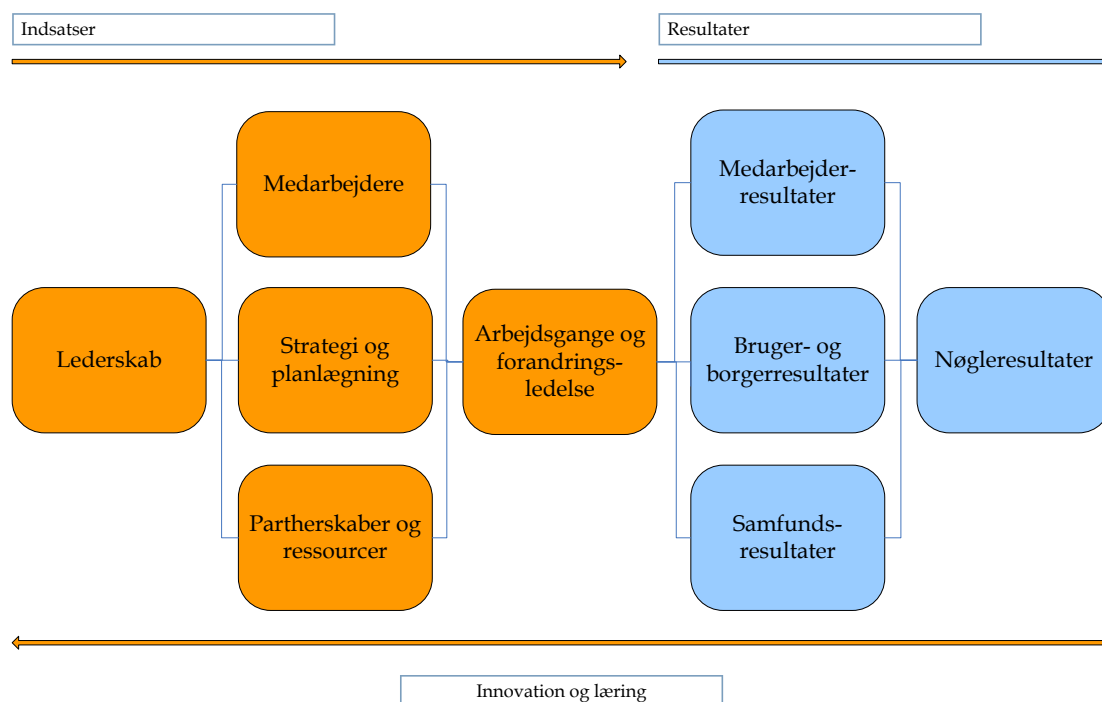 Indsatser
Resultater
Medarbejdere
Medarbejder-
resultater
Lederskab
Strategi og
planlægning
Arbejdsgange og
forandrings-
ledelse
Bruger- og
borgerresultater
Nøgleresultater
Partherskaber og
ressourcer
Samfunds-
resultater
Innovation og læring